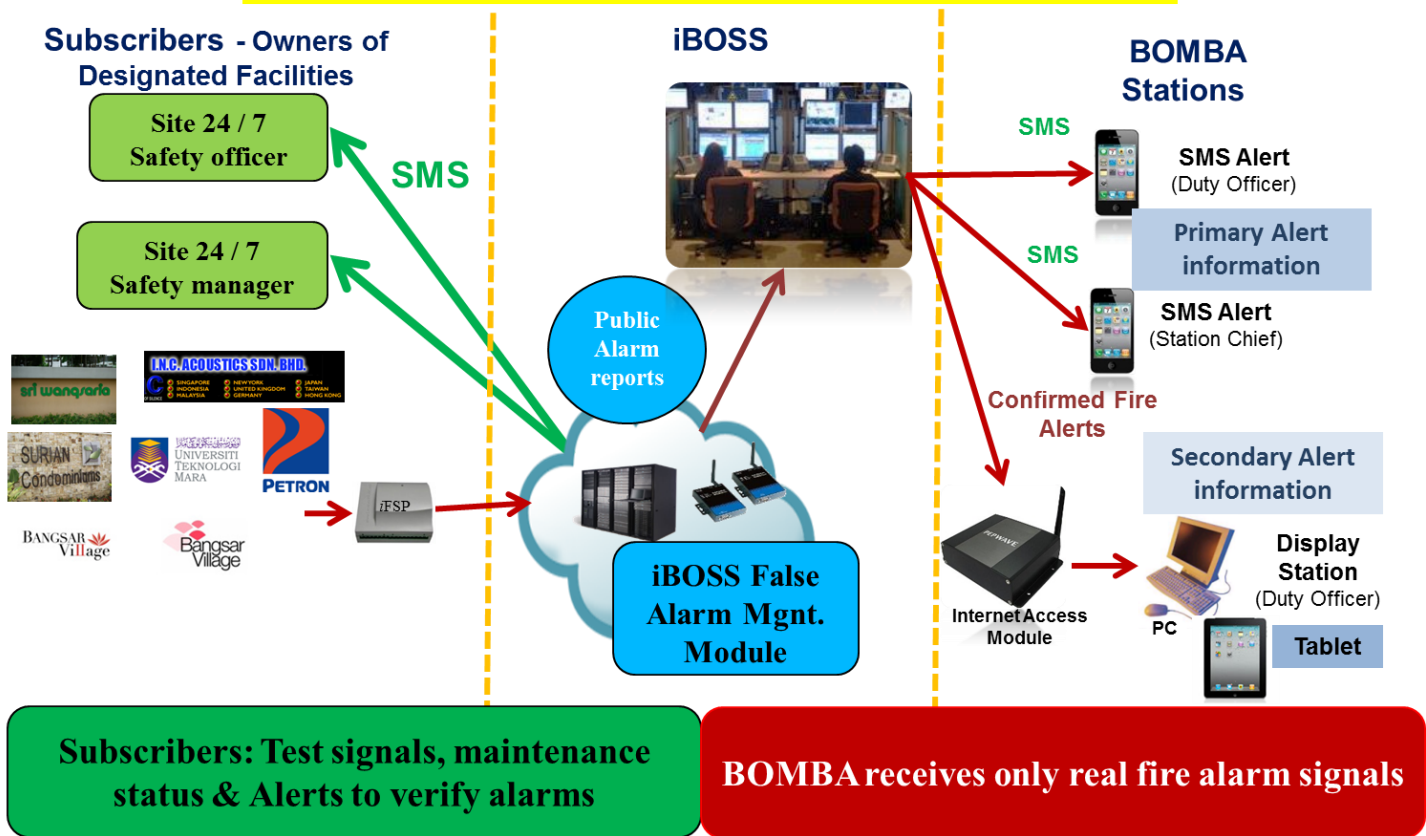 Subscribers - Owners of
Designated Facilities
Site 24 / 7
Safety officer
SMS
Site 24 / 7
Safety manager
sri wangsaria
I.N.C. ACOUSTICS SDN. BHD.
SINGAPORE NEW YORK JAPAN
INDONESIA UNITED KINGDOM TAIWAN
MALAYSIA GERMANY HONG KONG
SURIAN
Condominiums
UNIVERSITI
TEKNOLOGI
MARA
PETRON
BANGSAR
Village
Bangsar
Village
iFSP
iBOSS
Public
Alarm
reports
iBOSS False
Alarm Mgnt.
Module
BOMBA
Stations
SMS
SMS Alert
(Duty Officer)
Primary Alert
information
SMS
SMS Alert
(Station Chief)
Confirmed Fire
Alerts
Secondary Alert
information
PEPWAVE
Internet Access
Module
PC
Display
Station
(Duty Officer)
Tablet
Subscribers: Test signals, maintenance
status & Alerts to verify alarms
BOMBA receives only real fire alarm signals